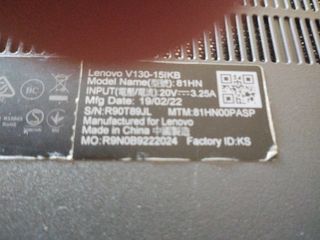 Lenovo V130-15IKB
Model Name(型號): 81HN
INPUT(電壓/電流): 20V⎓3.25A
Mfg Date: 19/02/22
S/N:R90T89JL MTM:81HN00PASP
Manufactured for Lenovo
Made in China 中國製造
MO: R9N0B9222024 Factory ID:KS